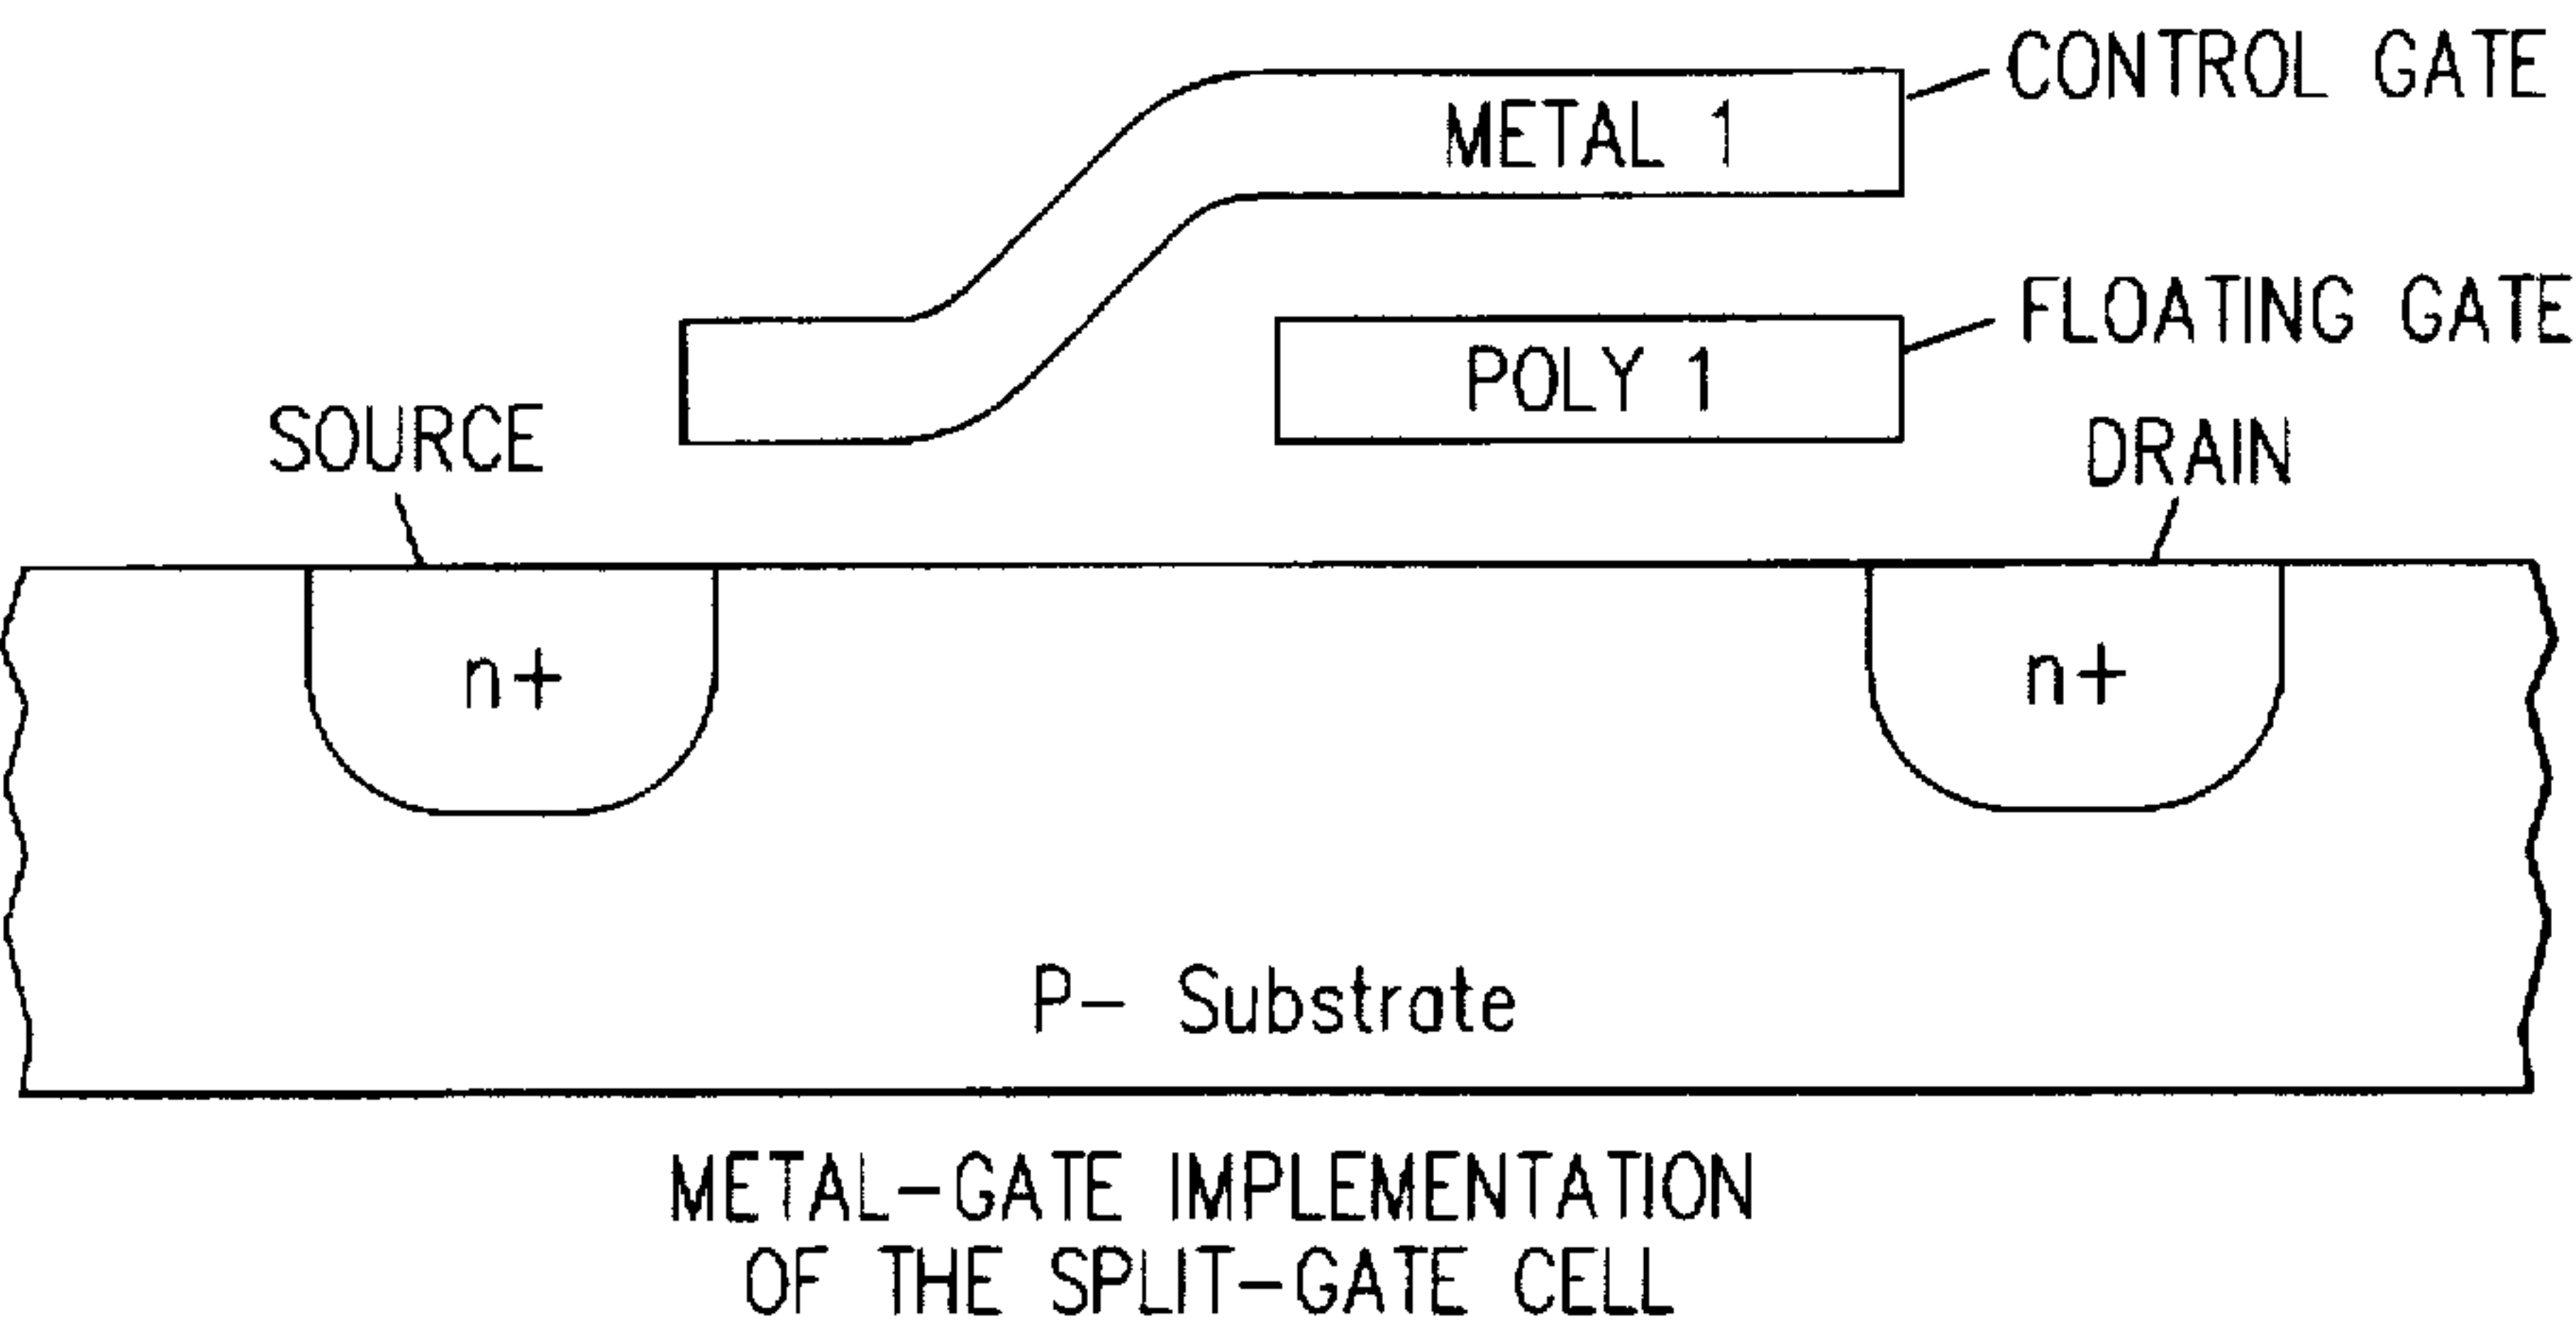 CONTROL GATE
METAL 1
FLOATING GATE
POLY 1
SOURCE
DRAIN
n+
n+
P- Substrate
METAL-GATE IMPLEMENTATION
OF THE SPLIT-GATE CELL